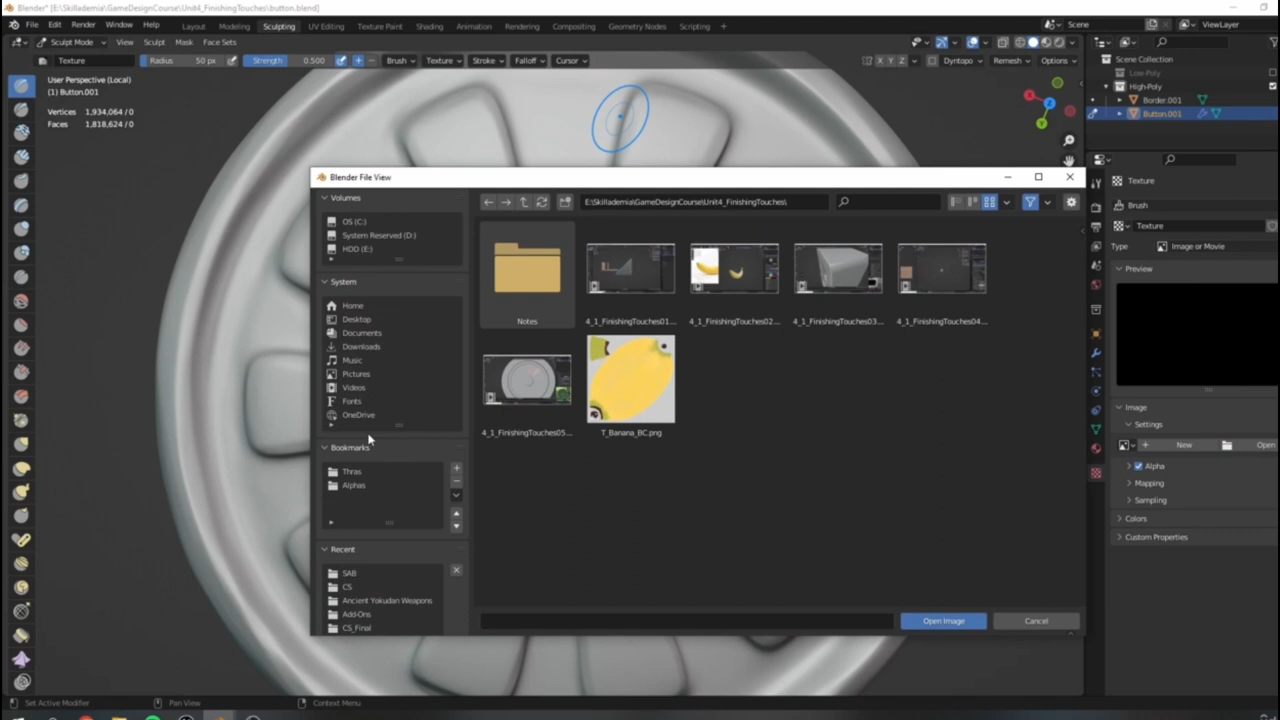 Blender* [E:\Skillademia\GameDesignCourse\Unit4_FinishingTouches\button.blend]
File Edit Render Window Help Layout Modeling Sculpting UV Editing Texture Paint Shading Animation Rendering Compositing Geometry Nodes Scripting + Scene ViewLayer
Sculpt Mode View Sculpt Mask Face Sets
Texture Radius 50 px Strength 0.500 Brush Texture Stroke Falloff Cursor X Y Z Dyntopo Remesh Options
User Perspective (Local)
(1) Button.001
Vertices 1,934,064 / 0
Faces 1,818,624 / 0
X
Y
Z
Scene Collection
Low-Poly
High-Poly
Border.001
Button.001
Texture
Brush
Texture
Type Image or Movie
Preview
Image
Settings
New Open
Alpha
Mapping
Sampling
Colors
Custom Properties
Blender File View
Volumes
OS (C:)
System Reserved (D:)
HDD (E:)
System
Home
Desktop
Documents
Downloads
Music
Pictures
Videos
Fonts
OneDrive
Bookmarks
Thras
Alphas
Recent
SAB
CS
Ancient Yokudan Weapons
Add-Ons
CS_Final
E:\Skillademia\GameDesignCourse\Unit4_FinishingTouches\
Notes 4_1_FinishingTouches01... 4_1_FinishingTouches02... 4_1_FinishingTouches03... 4_1_FinishingTouches04...
4_1_FinishingTouches05... T_Banana_BC.png
Open Image Cancel
Set Active Modifier Pan View Context Menu